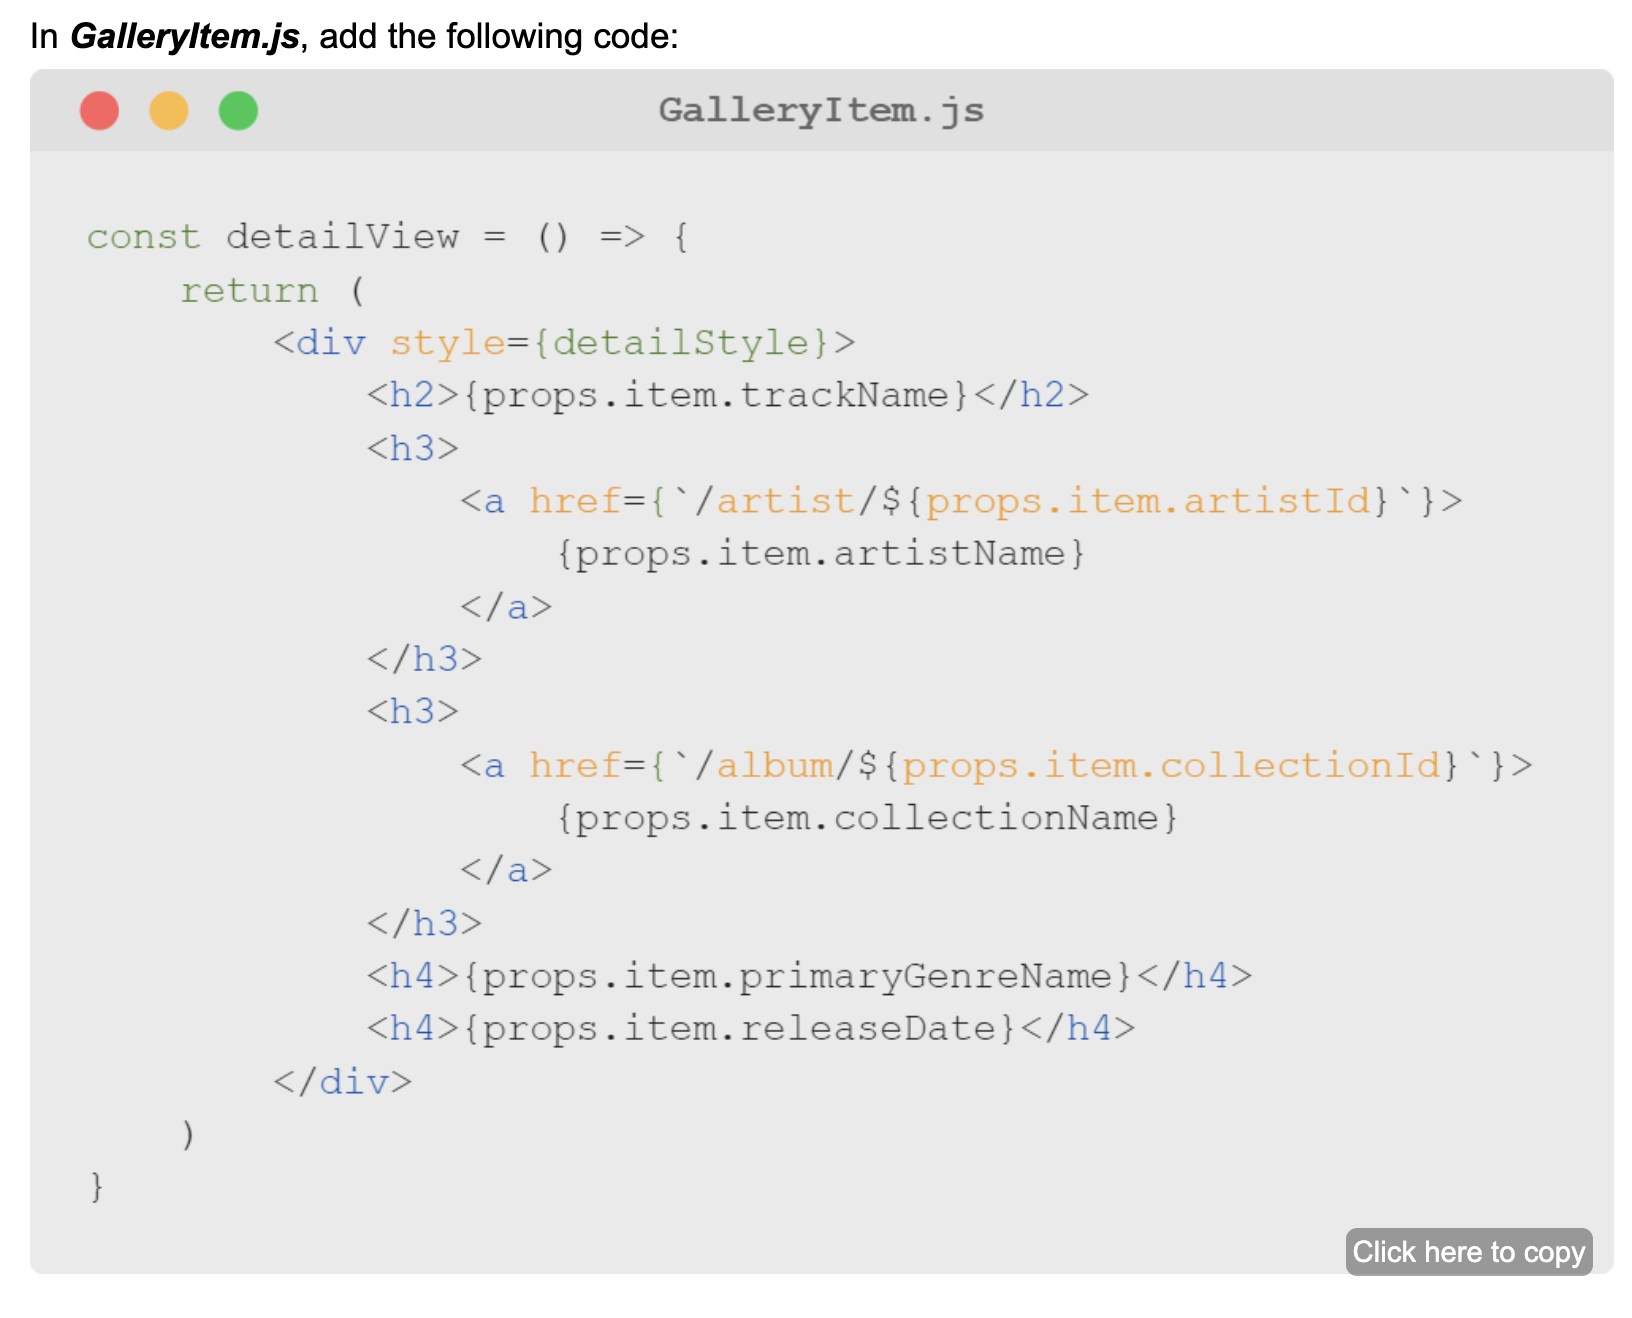 In GalleryItem.js, add the following code:
GalleryItem.js
const detailView = () => {
    return (
        <div style={detailStyle}>
            <h2>{props.item.trackName}</h2>
            <h3>
                <a href={`/artist/${props.item.artistId}`}>
                    {props.item.artistName}
                </a>
            </h3>
            <h3>
                <a href={`/album/${props.item.collectionId}`}>
                    {props.item.collectionName}
                </a>
            </h3>
            <h4>{props.item.primaryGenreName}</h4>
            <h4>{props.item.releaseDate}</h4>
        </div>
    )
}
Click here to copy